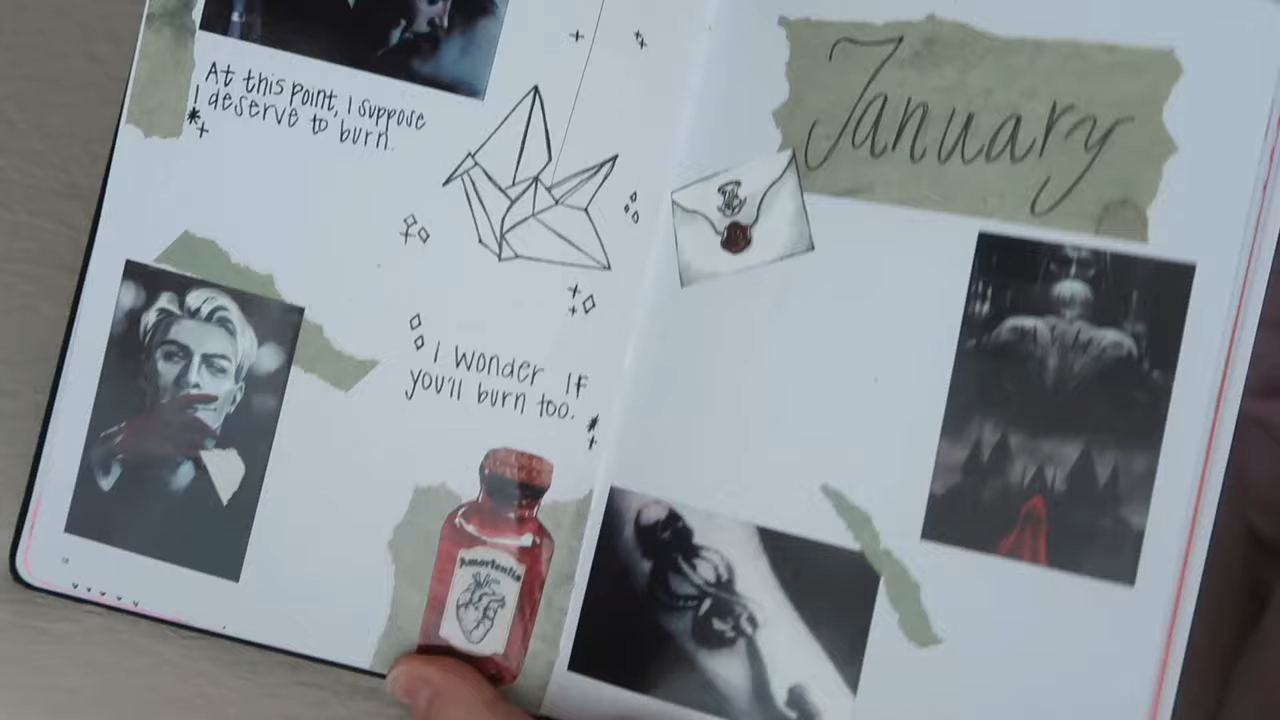 At this point, I suppose
I deserve to burn.
I wonder if
you'll burn too.
Amortentia
January